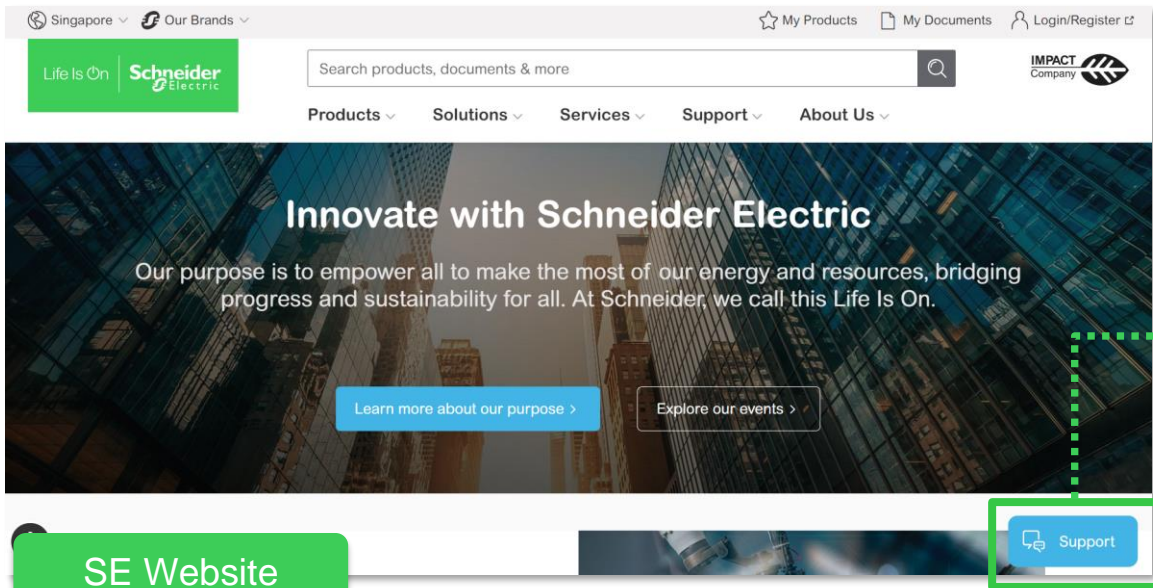 Singapore Our Brands My Products My Documents Login/Register
Life Is On Schneider Electric
Search products, documents & more
IMPACT Company
Products Solutions Services Support About Us
Innovate with Schneider Electric
Our purpose is to empower all to make the most of our energy and resources, bridging
progress and sustainability for all. At Schneider, we call this Life Is On.
Learn more about our purpose > Explore our events >
Support
SE Website